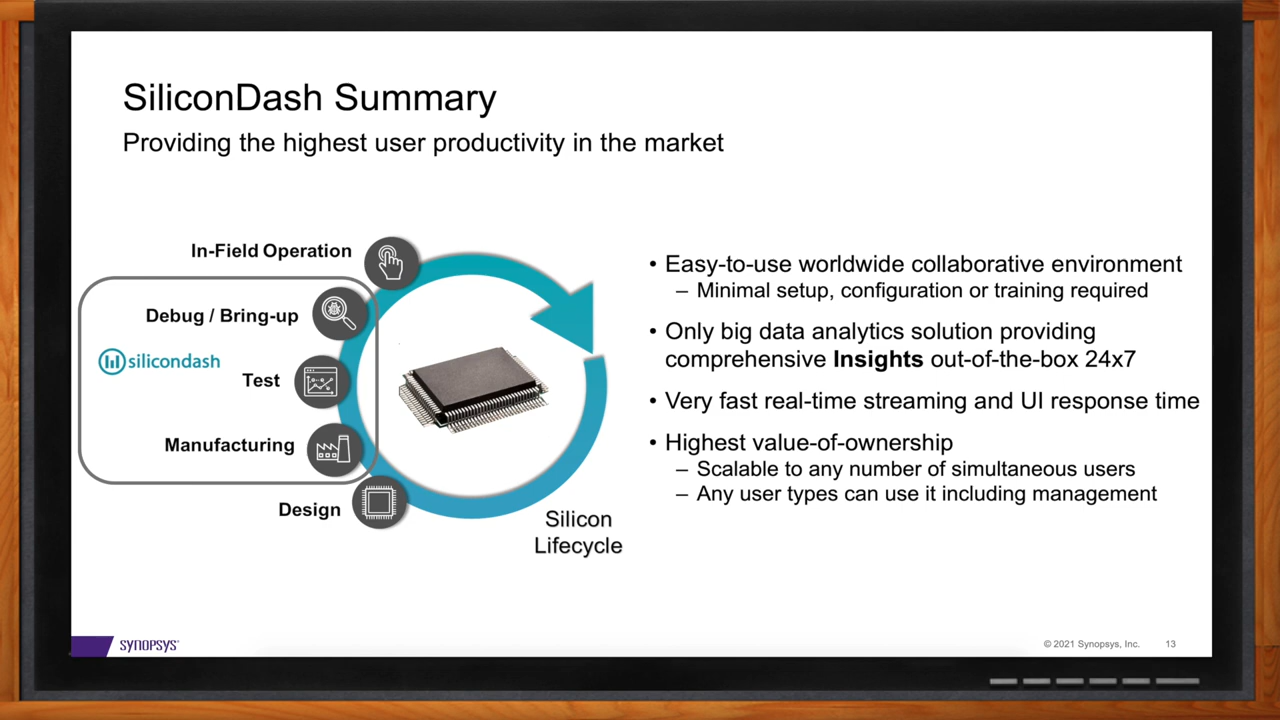 SiliconDash Summary
Providing the highest user productivity in the market
In-Field Operation
Debug / Bring-up
silicondash
Test
Manufacturing
Design
Silicon
Lifecycle
• Easy-to-use worldwide collaborative environment
– Minimal setup, configuration or training required
• Only big data analytics solution providing
comprehensive Insights out-of-the-box 24x7
• Very fast real-time streaming and UI response time
• Highest value-of-ownership
– Scalable to any number of simultaneous users
– Any user types can use it including management
SYNOPSYS®
© 2021 Synopsys, Inc. 13